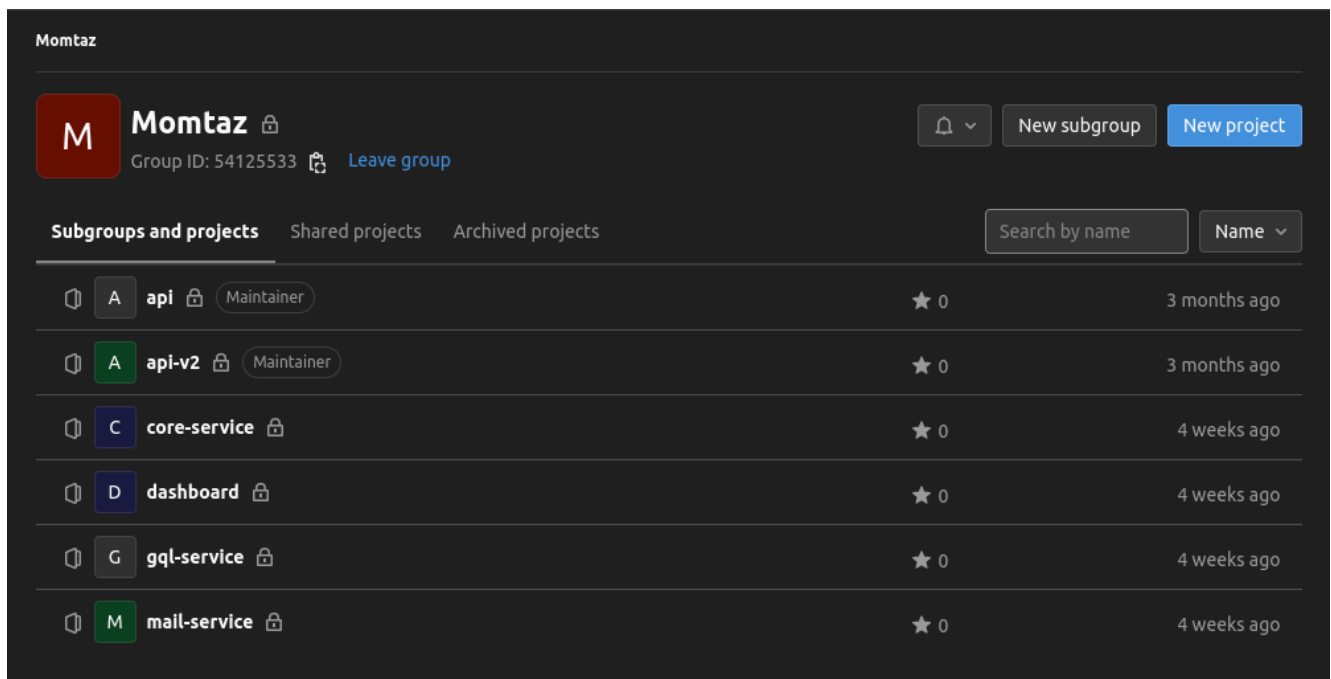 Momtaz
M
Momtaz
Group ID: 54125533 Leave group
New subgroup
New project
Subgroups and projects Shared projects Archived projects
Search by name
Name
A api Maintainer 0 3 months ago
A api-v2 Maintainer 0 3 months ago
C core-service 0 4 weeks ago
D dashboard 0 4 weeks ago
G gql-service 0 4 weeks ago
M mail-service 0 4 weeks ago